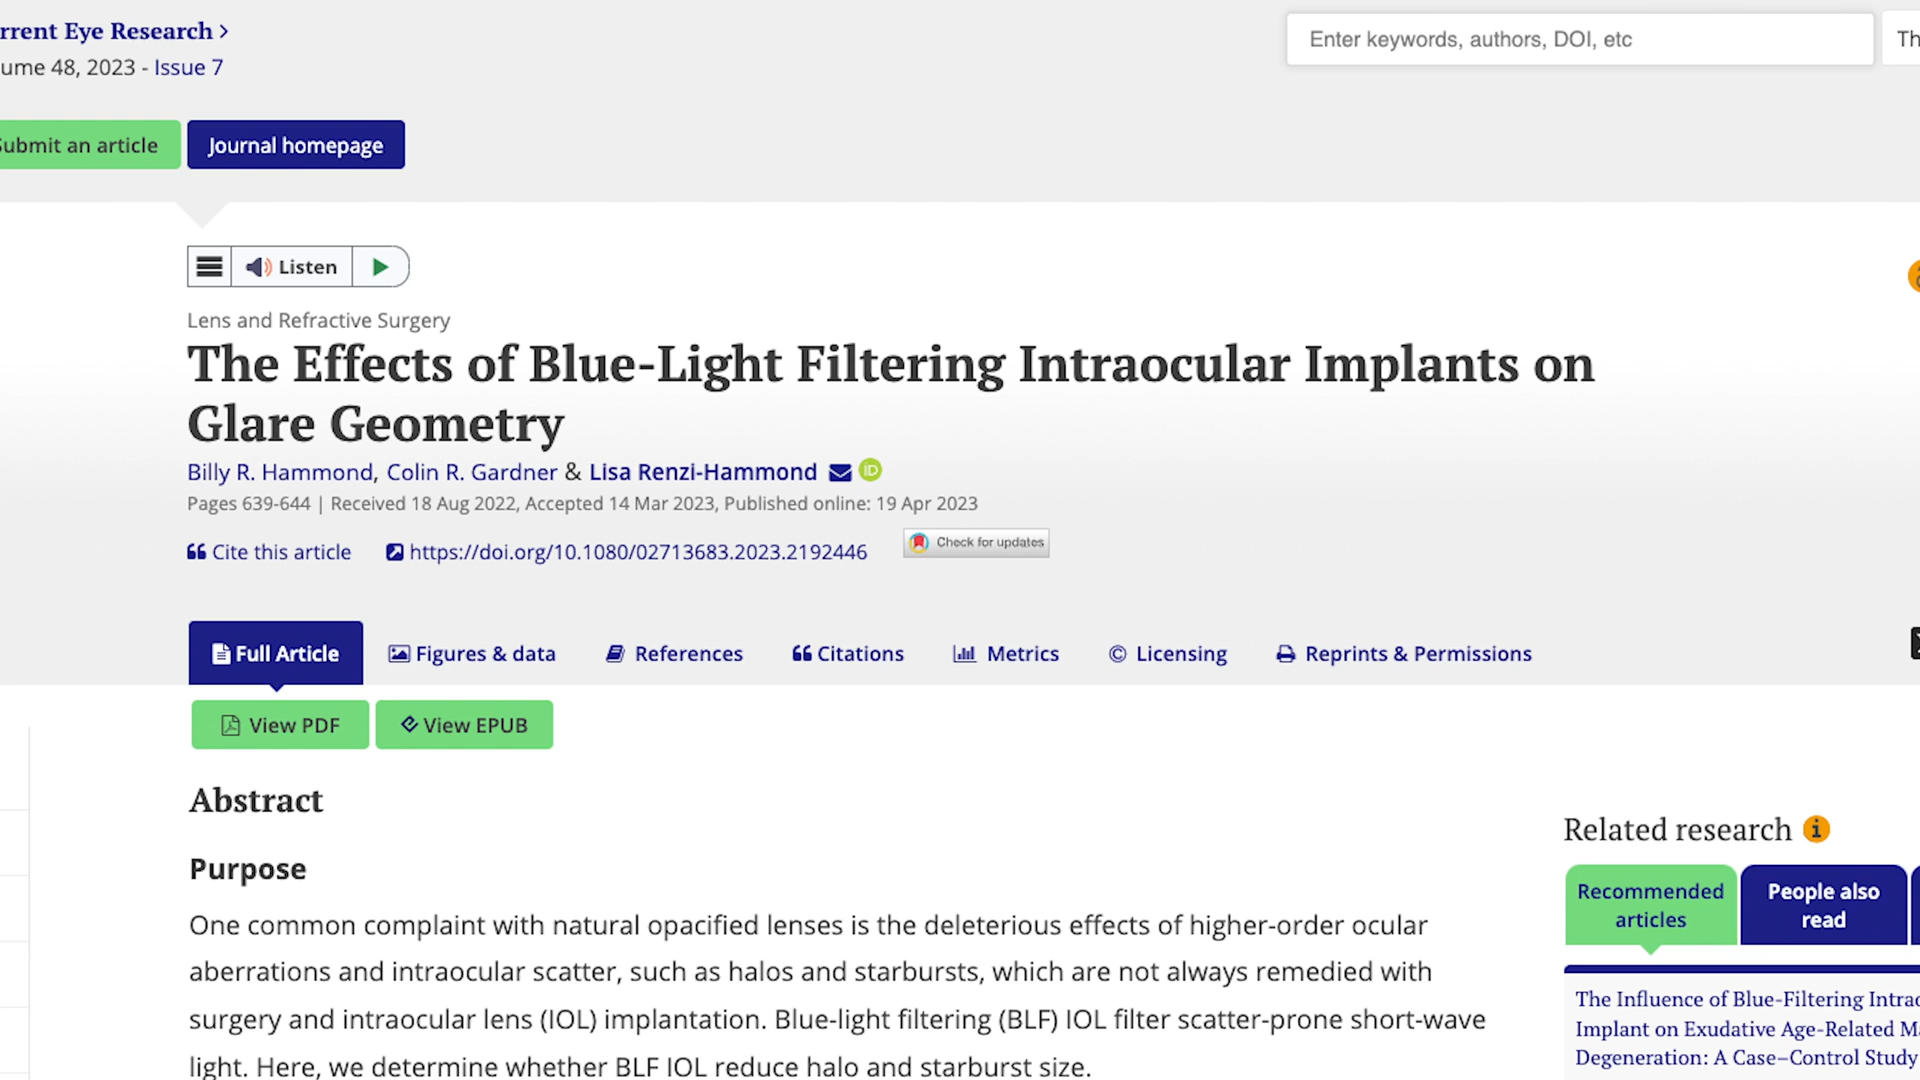 rrent Eye Research >
ume 48, 2023 - Issue 7
Enter keywords, authors, DOI, etc
Th
Submit an article
Journal homepage
Listen
Lens and Refractive Surgery
The Effects of Blue-Light Filtering Intraocular Implants on
Glare Geometry
Billy R. Hammond, Colin R. Gardner & Lisa Renzi-Hammond iD
Pages 639-644 | Received 18 Aug 2022, Accepted 14 Mar 2023, Published online: 19 Apr 2023
Cite this article
https://doi.org/10.1080/02713683.2023.2192446
Check for updates
Full Article
Figures & data
References
Citations
Metrics
© Licensing
Reprints & Permissions
View PDF
View EPUB
Abstract
Purpose
One common complaint with natural opacified lenses is the deleterious effects of higher-order ocular
aberrations and intraocular scatter, such as halos and starbursts, which are not always remedied with
surgery and intraocular lens (IOL) implantation. Blue-light filtering (BLF) IOL filter scatter-prone short-wave
light. Here, we determine whether BLF IOL reduce halo and starburst size.
Related research i
Recommended
articles
People also
read
The Influence of Blue-Filtering Intrao
Implant on Exudative Age-Related Ma
Degeneration: A Case–Control Study